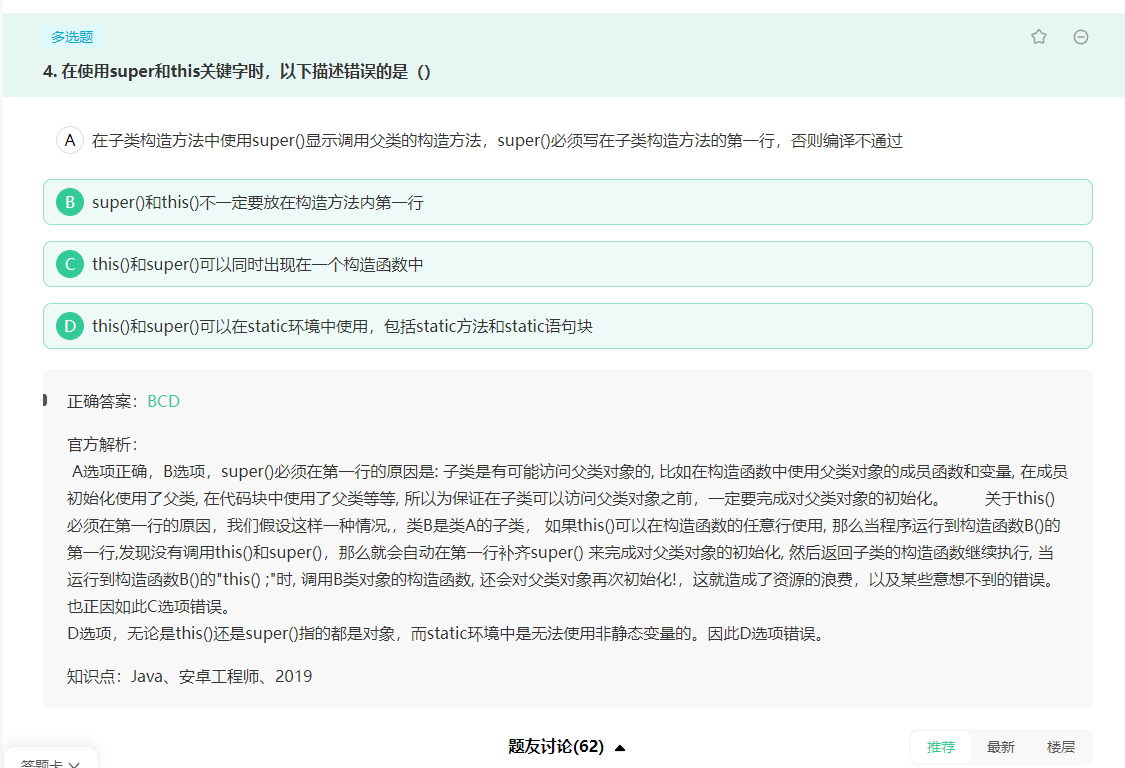 多选题
4. 在使用super和this关键字时，以下描述错误的是（）
A 在子类构造方法中使用super()显示调用父类的构造方法，super()必须写在子类构造方法的第一行，否则编译不通过
B super()和this()不一定要放在构造方法内第一行
C this()和super()可以同时出现在一个构造函数中
D this()和super()可以在static环境中使用，包括static方法和static语句块
正确答案：BCD
官方解析：
A选项正确，B选项，super()必须在第一行的原因是: 子类是有可能访问父类对象的, 比如在构造函数中使用父类对象的成员函数和变量, 在成员
初始化使用了父类, 在代码块中使用了父类等等, 所以为保证在子类可以访问父类对象之前，一定要完成对父类对象的初始化。 关于this()
必须在第一行的原因，我们假设这样一种情况,，类B是类A的子类， 如果this()可以在构造函数的任意行使用, 那么当程序运行到构造函数B()的
第一行,发现没有调用this()和super()，那么就会自动在第一行补齐super() 来完成对父类对象的初始化, 然后返回子类的构造函数继续执行, 当
运行到构造函数B()的"this() ;"时, 调用B类对象的构造函数, 还会对父类对象再次初始化!，这就造成了资源的浪费，以及某些意想不到的错误。
也正因如此C选项错误。
D选项，无论是this()还是super()指的都是对象，而static环境中是无法使用非静态变量的。因此D选项错误。
知识点：Java、安卓工程师、2019
题友讨论(62)
推荐 最新 楼层
答题卡